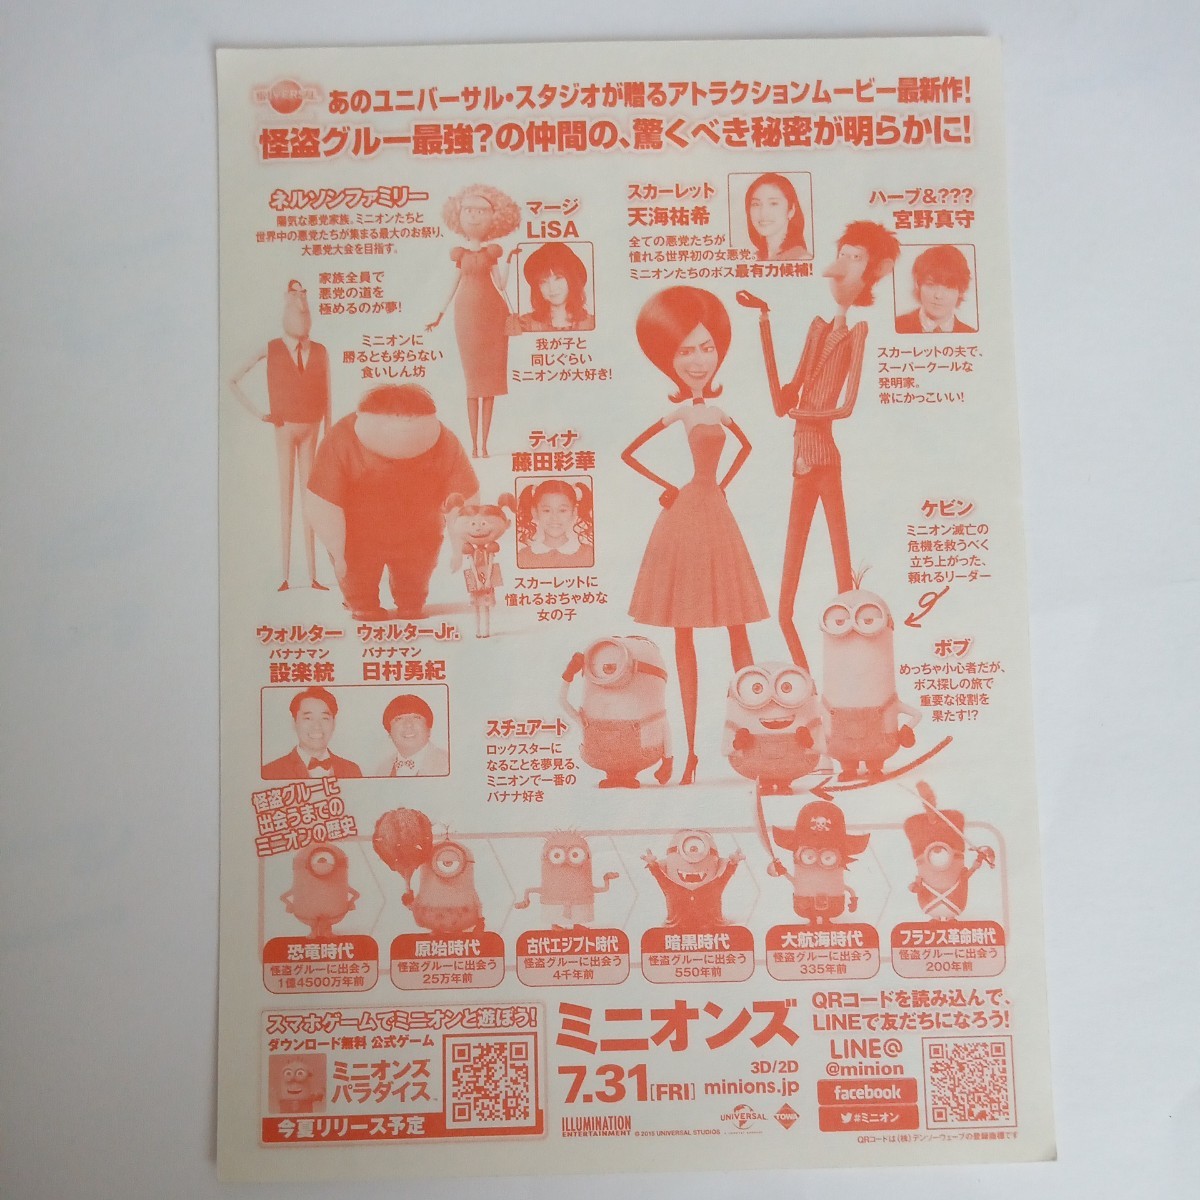 UNIVERSAL
あのユニバーサル・スタジオが贈るアトラクションムービー最新作!
怪盗グルー最強?の仲間の、驚くべき秘密が明らかに!
ネルソンファミリー
陽気な悪党家族。ミニオンたちと
世界中の悪党たちが集まる最大のお祭り、
大悪党大会を目指す。
家族全員で
悪党の道を
極めるのが夢!
ミニオンに
勝るとも劣らない
食いしん坊
マージ
LiSA
我が子と
同じぐらい
ミニオンが大好き!
ティナ
藤田彩華
スカーレットに
憧れるおちゃめな
女の子
ウォルター
バナナマン
設楽統
ウォルターJr.
バナナマン
日村勇紀
スカーレット
天海祐希
全ての悪党たちが
憧れる世界初の女悪党。
ミニオンたちのボス最有力候補!
ハーブ&???
宮野真守
スカーレットの夫で、
スーパークールな
発明家。
常にかっこいい!
ケビン
ミニオン滅亡の
危機を救うべく
立ち上がった、
頼れるリーダー
ボブ
めっちゃ小心者だが、
ボス探しの旅で
重要な役割を
果たす!?
スチュアート
ロックスターに
なることを夢見る、
ミニオンで一番の
バナナ好き
怪盗グルーに
出会うまでの
ミニオンの歴史
恐竜時代
怪盗グルーに出会う
1億4500万年前
原始時代
怪盗グルーに出会う
25万年前
古代エジプト時代
怪盗グルーに出会う
4千年前
暗黒時代
怪盗グルーに出会う
550年前
大航海時代
怪盗グルーに出会う
335年前
フランス革命時代
怪盗グルーに出会う
200年前
スマホゲームでミニオンと遊ぼう!
ダウンロード無料 公式ゲーム
ミニオンズ
パラダイス™
今夏リリース予定
ミニオンズ
7.31[FRI]
3D/2D
minions.jp
ILLUMINATION
ENTERTAINMENT
© 2015 UNIVERSAL STUDIOS
UNIVERSAL
TOWA
QRコードを読み込んで、
LINEで友だちになろう!
LINE@
@minion
facebook
#ミニオン
QRコードは(株)デンソーウェーブの登録商標です